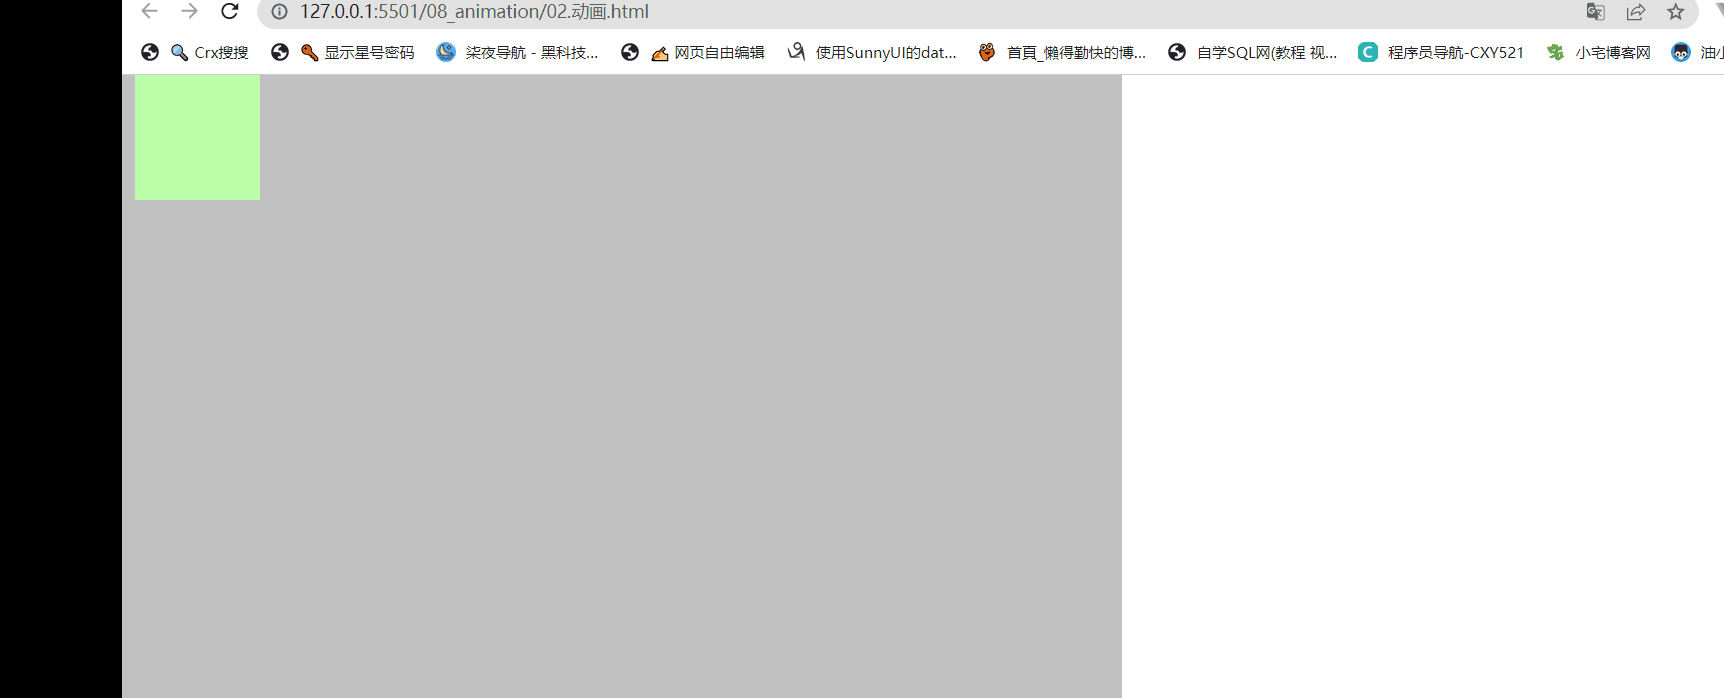 127.0.0.1:5501/08_animation/02.动画.html
Crx搜搜 显示星号密码 柒夜导航 - 黑科技... 网页自由编辑 使用SunnyUI的dat... 首頁_懒得勤快的博... 自学SQL网(教程 视... C 程序员导航-CXY521 小宅博客网 油小